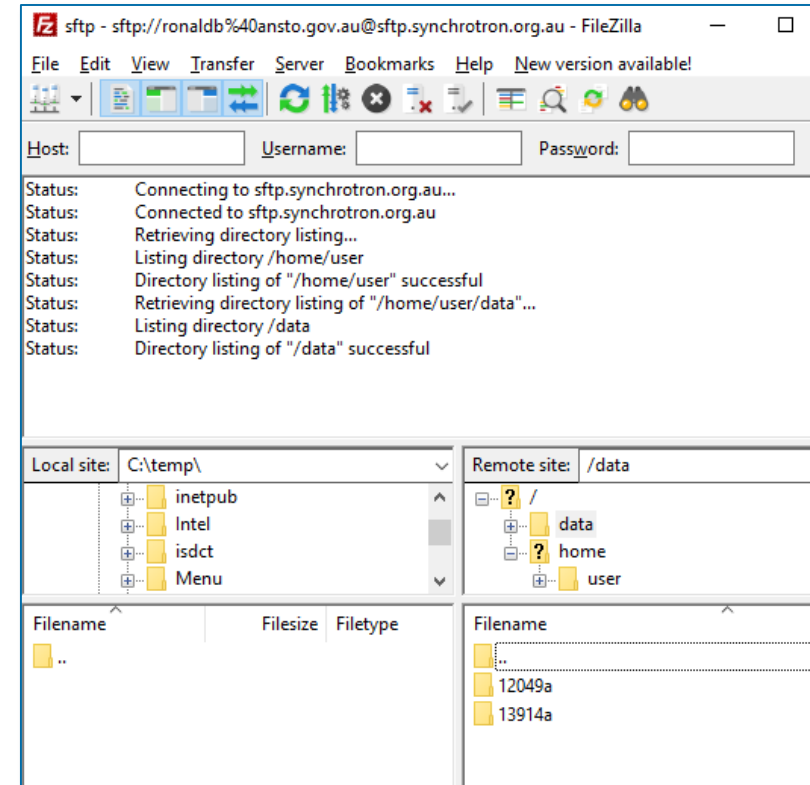 sftp - sftp://ronaldb%40ansto.gov.au@sftp.synchrotron.org.au - FileZilla
File Edit View Transfer Server Bookmarks Help New version available!
Host: Username: Password:
Status: Connecting to sftp.synchrotron.org.au...
Status: Connected to sftp.synchrotron.org.au
Status: Retrieving directory listing...
Status: Listing directory /home/user
Status: Directory listing of "/home/user" successful
Status: Retrieving directory listing of "/home/user/data"...
Status: Listing directory /data
Status: Directory listing of "/data" successful
Local site: C:\temp\
inetpub
Intel
isdct
Menu
Remote site: /data
? /
data
? home
user
Filename Filesize Filetype
..
Filename
..
12049a
13914a